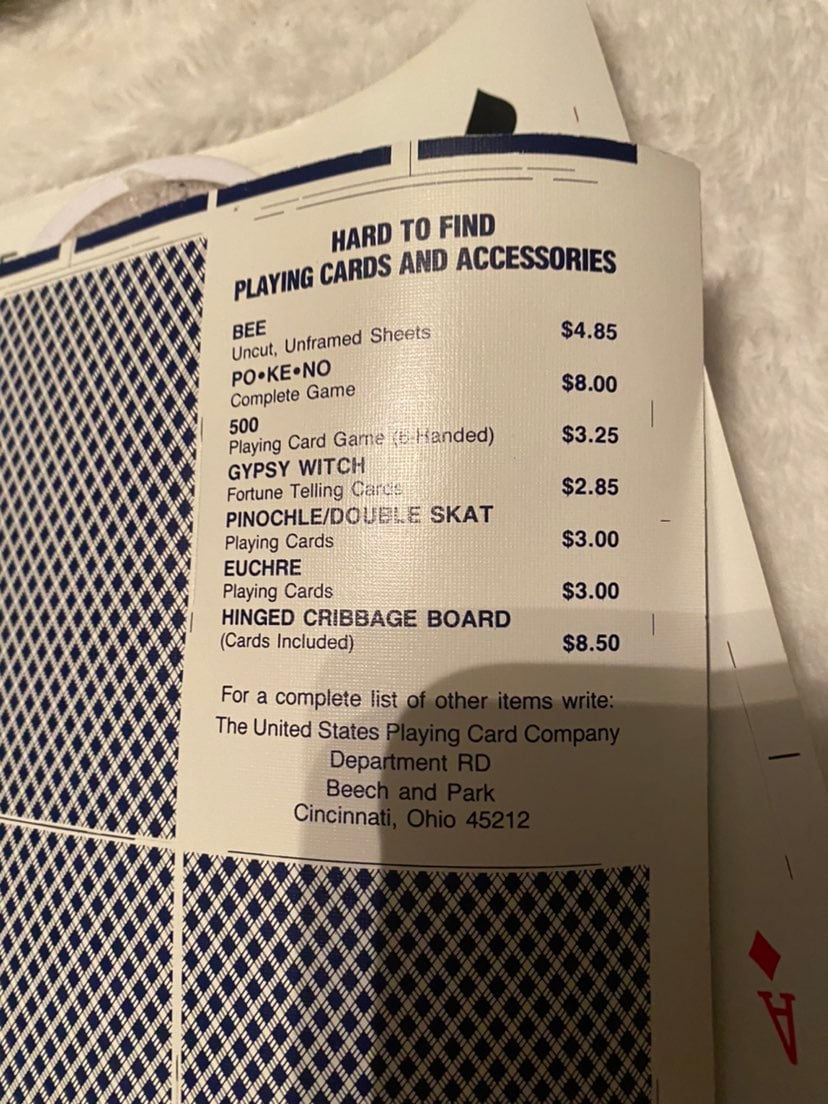 HARD TO FIND
PLAYING CARDS AND ACCESSORIES
BEE
Uncut, Unframed Sheets $4.85
PO•KE•NO
Complete Game $8.00
500
Playing Card Game (6-Handed) $3.25
GYPSY WITCH
Fortune Telling Cards $2.85
PINOCHLE/DOUBLE SKAT
Playing Cards $3.00
EUCHRE
Playing Cards $3.00
HINGED CRIBBAGE BOARD
(Cards Included) $8.50
For a complete list of other items write:
The United States Playing Card Company
Department RD
Beech and Park
Cincinnati, Ohio 45212
A